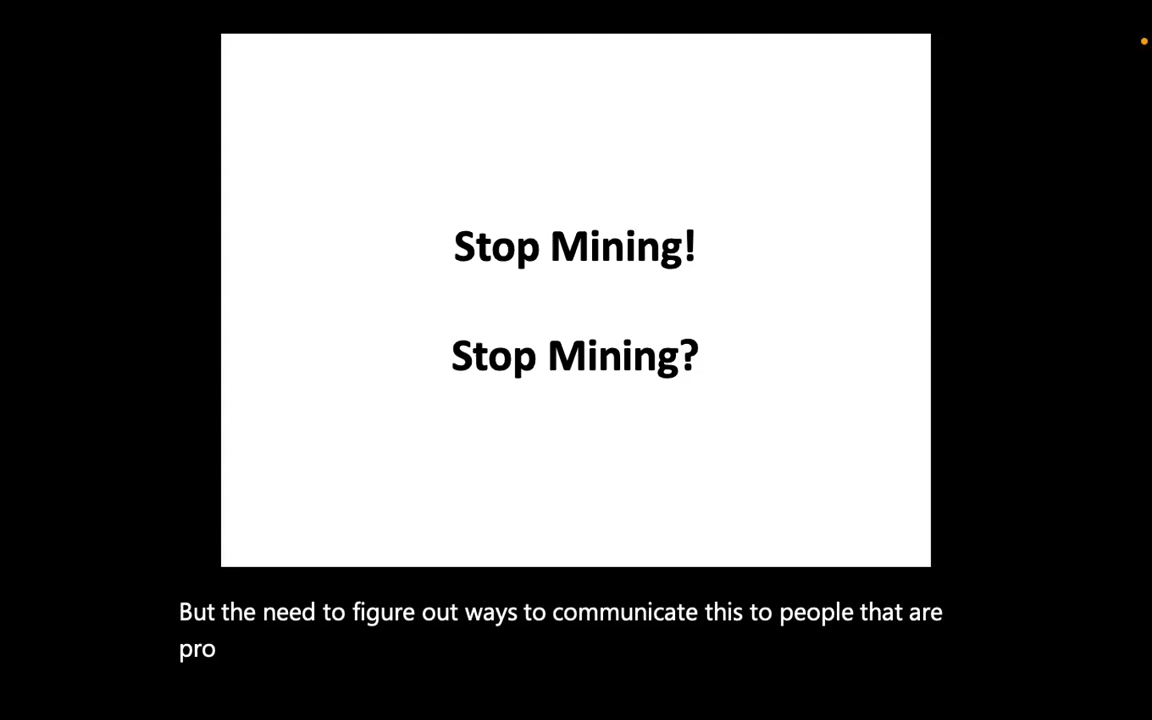 Stop Mining!
Stop Mining?
But the need to figure out ways to communicate this to people that are
pro